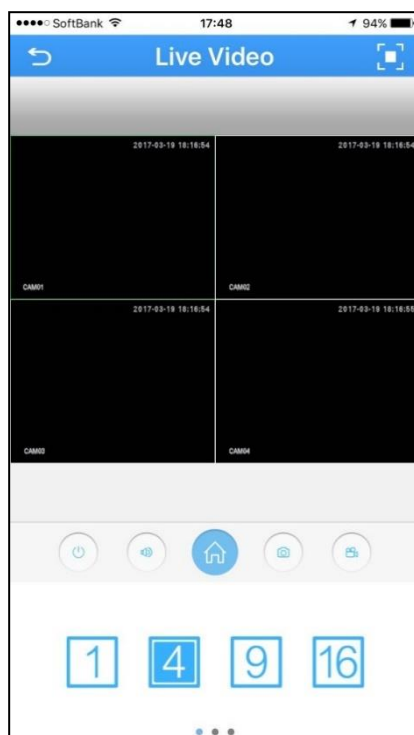 SoftBank 17:48 94%
Live Video
2017-03-19 18:16:54 2017-03-19 18:16:54
CAM01 CAM02
2017-03-19 18:16:54 2017-03-19 18:16:55
CAM03 CAM04
1 4 9 16